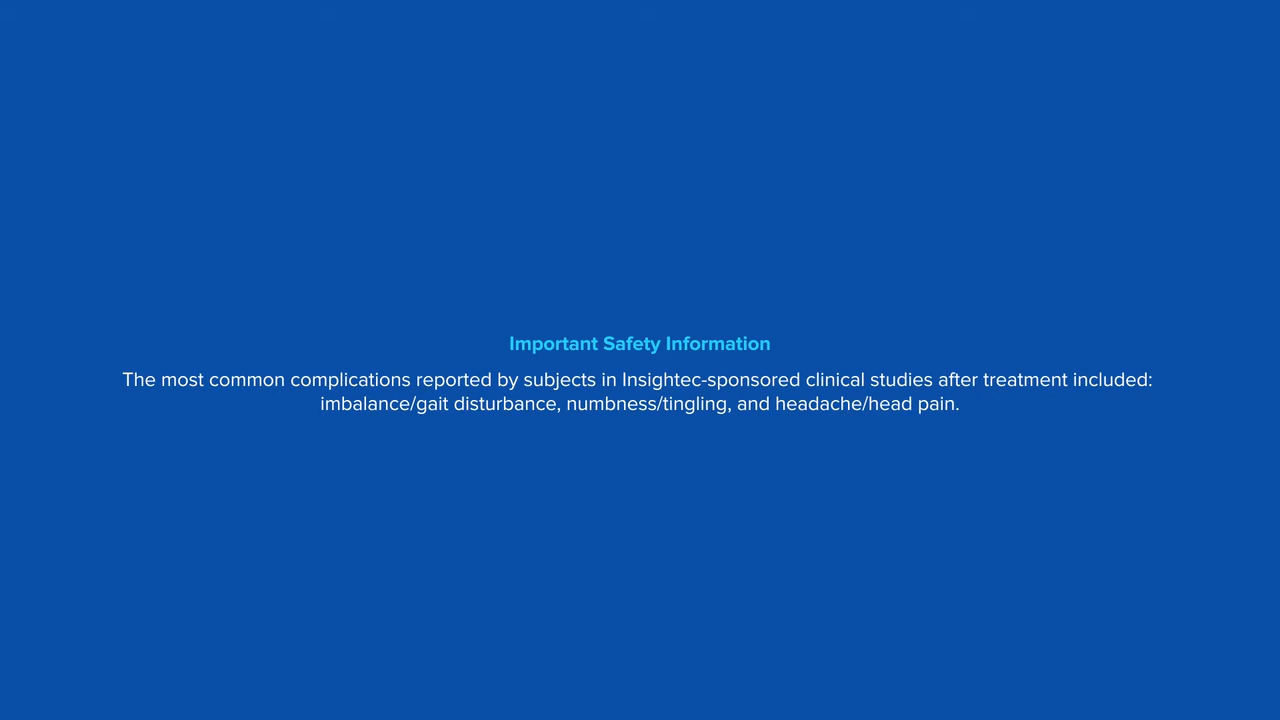 Important Safety Information
The most common complications reported by subjects in Insightec-sponsored clinical studies after treatment included:
imbalance/gait disturbance, numbness/tingling, and headache/head pain.